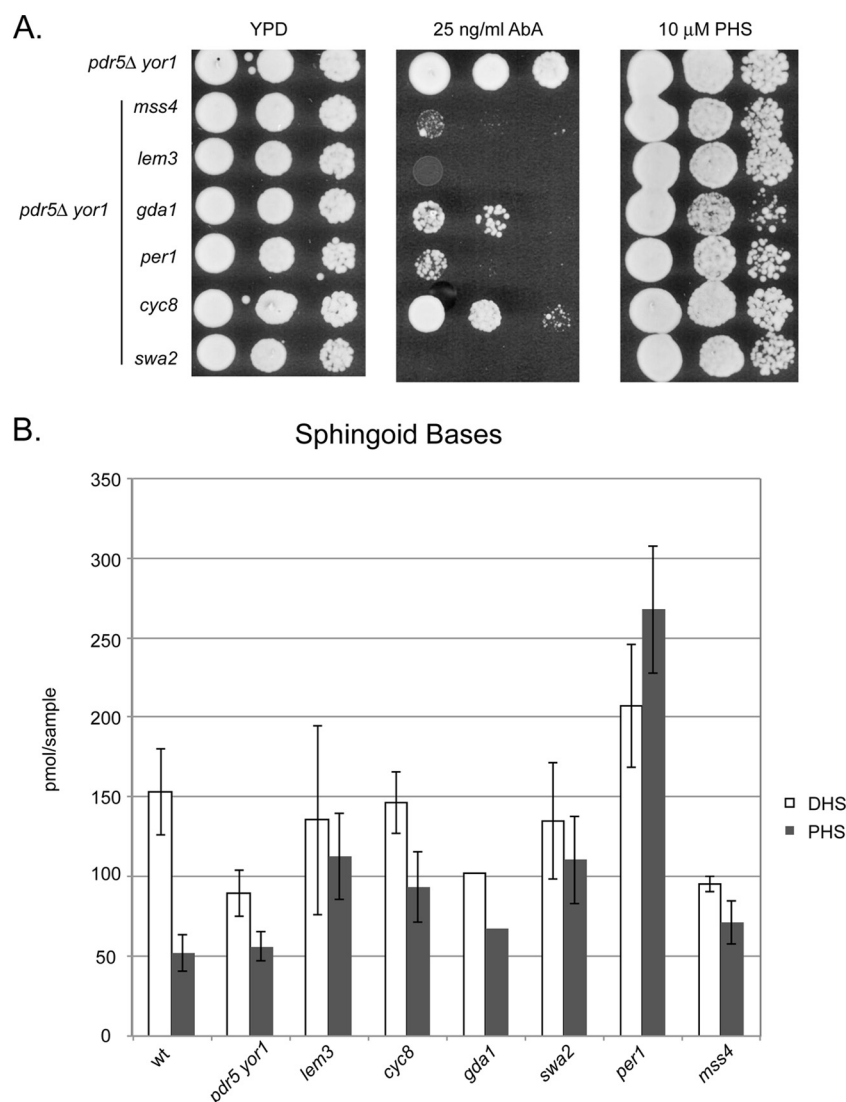 A.
YPD 25 ng/ml AbA 10 µM PHS
pdr5Δ yor1
mss4
lem3
pdr5Δ yor1 gda1
per1
cyc8
swa2
B.
Sphingoid Bases
350
300
250
200
150
100
50
0
pmol/sample
DHS
PHS
wt pdr5 yor1 lem3 cyc8 gda1 swa2 per1 mss4